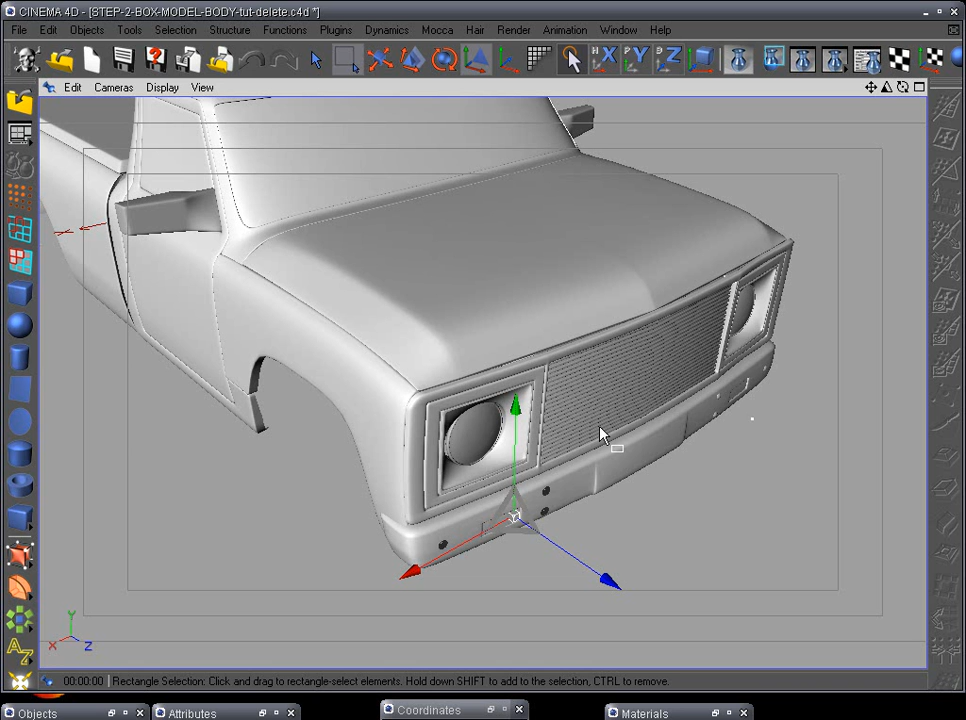 CINEMA 4D - [STEP-2-BOX-MODEL-BODY-tut-delete.c4d *]
File Edit Objects Tools Selection Structure Functions Plugins Dynamics Mocca Hair Render Animation Window Help
X Y Z
Edit Cameras Display View
Y
X Z
00:00:00 Rectangle Selection: Click and drag to rectangle-select elements. Hold down SHIFT to add to the selection, CTRL to remove.
Objects Attributes Coordinates Materials